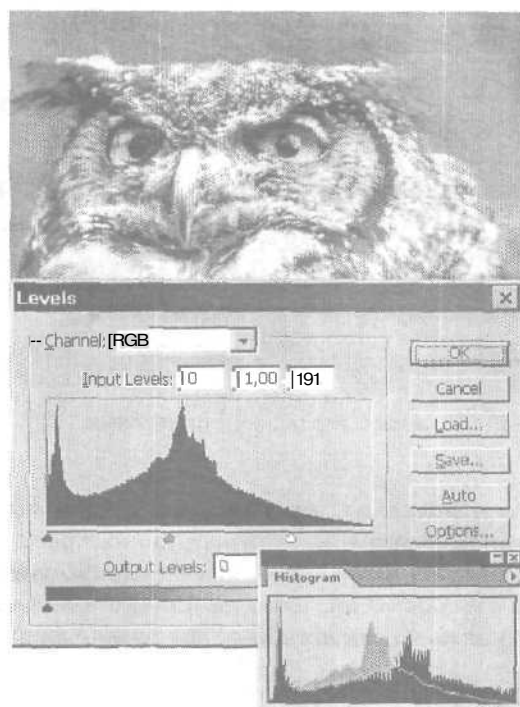 Levels
-- Channel: [RGB
Input Levels: 0 1,00 191
OK
Cancel
Load...
Save...
Auto
Options...
Output Levels: 0
Histogram